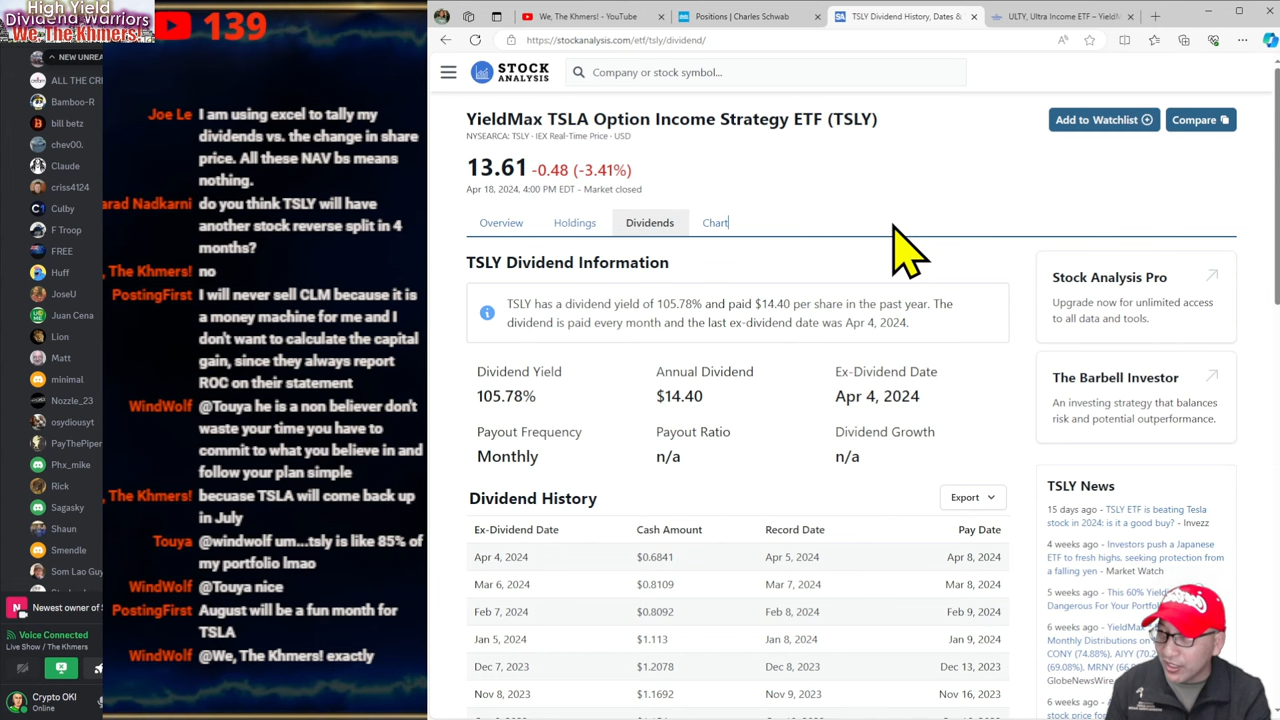 High Yield
Dividend Warriors
We, The Khmers!
139
NEW UNREA
ALL THE CRI
Bamboo-R
bill betz
chev00.
Claude
criss4124
Culby
F Troop
FREE
Huff
JoseU
Juan Cena
Lion
Matt
minimal
Nozzle_23
osydiousyt
PayThePiper
Phx_mike
Rick
Sagasky
Shaun
Smendle
Som Lao Guy
Newest owner of S
Voice Connected
Live Show / The Khmers
Crypto OKI
Online
Joe Le I am using excel to tally my
dividends vs. the change in share
price. All these NAV bs means
nothing.
arad Nadkarni do you think TSLY will have
another stock reverse split in 4
months?
, The Khmers! no
PostingFirst I will never sell CLM because it is
a money machine for me and I
don't want to calculate the capital
gain, since they always report
ROC on their statement
WindWolf @Touya he is a non believer don't
waste your time you have to
commit to what you believe in and
follow your plan simple
, The Khmers! becuase TSLA will come back up
in July
Touya @windwolf um...tsly is like 85% of
my portfolio lmao
WindWolf @Touya nice
PostingFirst August will be a fun month for
TSLA
WindWolf @We, The Khmers! exactly
We, The Khmers! - YouTube
Positions | Charles Schwab
TSLY Dividend History, Dates &
ULTY, Ultra Income ETF – YieldM
https://stockanalysis.com/etf/tsly/dividend/
STOCK
ANALYSIS
Company or stock symbol...
YieldMax TSLA Option Income Strategy ETF (TSLY)
NYSEARCA: TSLY · IEX Real-Time Price · USD
Add to Watchlist
Compare
13.61 -0.48 (-3.41%)
Apr 18, 2024, 4:00 PM EDT - Market closed
Overview Holdings Dividends Chart
TSLY Dividend Information
TSLY has a dividend yield of 105.78% and paid $14.40 per share in the past year. The
dividend is paid every month and the last ex-dividend date was Apr 4, 2024.
Dividend Yield Annual Dividend Ex-Dividend Date
105.78% $14.40 Apr 4, 2024
Payout Frequency Payout Ratio Dividend Growth
Monthly n/a n/a
Dividend History
Export
Ex-Dividend Date Cash Amount Record Date Pay Date
Apr 4, 2024 $0.6841 Apr 5, 2024 Apr 8, 2024
Mar 6, 2024 $0.8109 Mar 7, 2024 Mar 8, 2024
Feb 7, 2024 $0.8092 Feb 8, 2024 Feb 9, 2024
Jan 5, 2024 $1.113 Jan 8, 2024 Jan 9, 2024
Dec 7, 2023 $1.2078 Dec 8, 2023 Dec 13, 2023
Nov 8, 2023 $1.1692 Nov 9, 2023 Nov 16, 2023
Stock Analysis Pro
Upgrade now for unlimited access
to all data and tools.
The Barbell Investor
An investing strategy that balances
risk and potential outperformance.
TSLY News
15 days ago - TSLY ETF is beating Tesla
stock in 2024: is it a good buy? - Invezz
4 weeks ago - Investors push a Japanese
ETF to fresh highs, seeking protection
from a falling yen - Market Watch
5 weeks ago - This 60% Yield
Dangerous For Your Portfol
6 weeks ago - YieldMax
Monthly Distributions on
CONY (74.88%), AIYY (70.2
(69.08%), MRNY (66.
GlobeNewsWire
6 weeks ago
stock price for